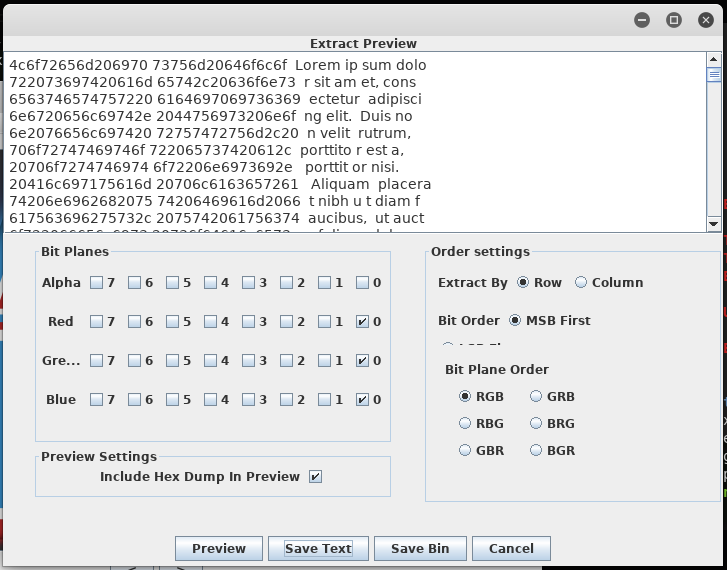 Extract Preview
4c6f72656d206970 73756d20646f6c6f Lorem ip sum dolo
722073697420616d 65742c20636f6e73 r sit am et, cons
6563746574757220 6164697069736369 ectetur adipisci
6e6720656c69742e 2044756973206e6f ng elit. Duis no
6e2076656c697420 72757472756d2c20 n velit rutrum,
706f72747469746f 722065737420612c porttito r est a,
20706f7274746974 6f72206e6973692e porttit or nisi.
20416c697175616d 20706c6163657261 Aliquam placera
74206e6962682075 74206469616d2066 t nibh u t diam f
617563696275732c 2075742061756374 aucibus, ut auct
Bit Planes
Alpha 7 6 5 4 3 2 1 0
Red 7 6 5 4 3 2 1 0
Gre... 7 6 5 4 3 2 1 0
Blue 7 6 5 4 3 2 1 0
Preview Settings
Include Hex Dump In Preview
Order settings
Extract By Row Column
Bit Order MSB First
Bit Plane Order
RGB GRB
RBG BRG
GBR BGR
Preview Save Text Save Bin Cancel